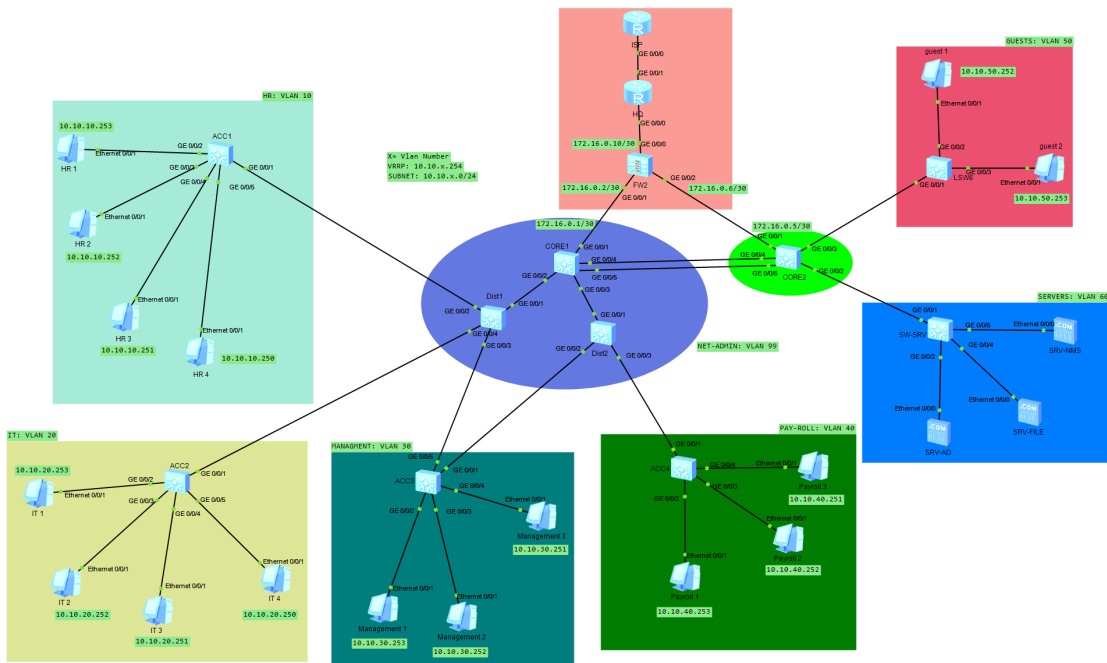 ISP
GE 0/0/0
GE 0/0/1
HQ
GE 0/0/0
172.16.0.10/30
GE 0/0/0
FW2
GE 0/0/2
172.16.0.2/30
172.16.0.6/30
GE 0/0/1
GUESTS: VLAN 50
guest 1
10.10.50.252
Ethernet 0/0/1
GE 0/0/2
guest 2
GE 0/0/3
LSW6
Ethernet 0/0/1
GE 0/0/1
10.10.50.253
HR: VLAN 10
10.10.10.253
ACC1
GE 0/0/2
Ethernet 0/0/1
GE 0/0/3
GE 0/0/1
HR 1
GE 0/0/4
GE 0/0/5
Ethernet 0/0/1
HR 2
10.10.10.252
Ethernet 0/0/1
HR 3
Ethernet 0/0/1
10.10.10.251
10.10.10.250
HR 4
X= Vlan Number
VRRP: 10.10.x.254
SUBNET: 10.10.x.0/24
172.16.0.1/30
CORE1
GE 0/0/1
GE 0/0/4
GE 0/0/2
GE 0/0/5
GE 0/0/3
Dist1
GE 0/0/1
GE 0/0/2
GE 0/0/4
GE 0/0/3
GE 0/0/1
GE 0/0/2
Dist2
GE 0/0/3
172.16.0.5/30
GE 0/0/1
GE 0/0/3
GE 0/0/4
GE 0/0/5
GE 0/0/2
CORE2
NET-ADMIN: VLAN 99
SERVERS: VLAN 60
GE 0/0/1
GE 0/0/5
Ethernet 0/0/0
SW-SRV
SRV-NMS
GE 0/0/4
GE 0/0/2
Ethernet 0/0/0
Ethernet 0/0/0
SRV-FILE
SRV-AD
IT: VLAN 20
ACC2
10.10.20.253
GE 0/0/1
GE 0/0/2
Ethernet 0/0/1
GE 0/0/3
GE 0/0/5
GE 0/0/4
IT 1
Ethernet 0/0/1
Ethernet 0/0/1
Ethernet 0/0/1
IT 2
IT 3
IT 4
10.10.20.252
10.10.20.250
10.10.20.251
MANAGMENT: VLAN 30
GE 0/0/5
GE 0/0/1
ACC3
GE 0/0/4
GE 0/0/2
GE 0/0/3
Ethernet 0/0/1
Management 3
10.10.30.251
Ethernet 0/0/1
Ethernet 0/0/1
Management 1
Management 2
10.10.30.253
10.10.30.252
PAY-ROLL: VLAN 40
GE 0/0/1
ACC4
GE 0/0/4
Ethernet 0/0/1
GE 0/0/3
Payroll 3
GE 0/0/2
10.10.40.251
Ethernet 0/0/1
Payroll 2
Ethernet 0/0/1
10.10.40.252
Payroll 1
10.10.40.253